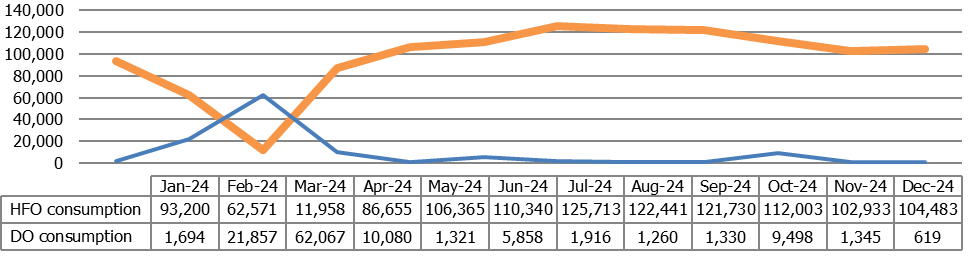 140,000
120,000
100,000
80,000
60,000
40,000
20,000
0
Jan-24 Feb-24 Mar-24 Apr-24 May-24 Jun-24 Jul-24 Aug-24 Sep-24 Oct-24 Nov-24 Dec-24
HFO consumption 93,200 62,571 11,958 86,655 106,365 110,340 125,713 122,441 121,730 112,003 102,933 104,483
DO consumption 1,694 21,857 62,067 10,080 1,321 5,858 1,916 1,260 1,330 9,498 1,345 619